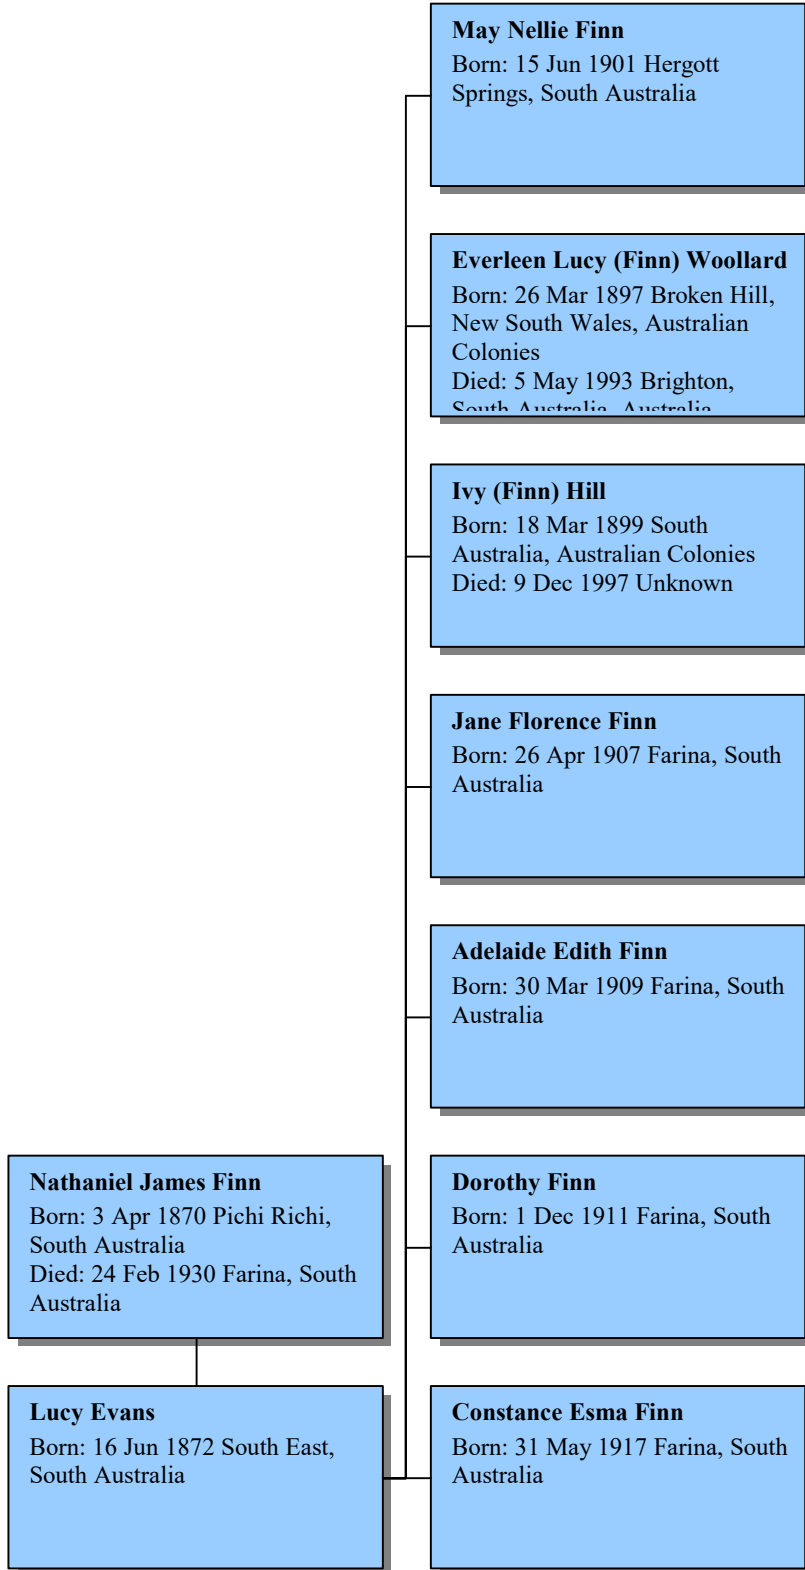 May Nellie Finn
Born: 15 Jun 1901 Hergott
Springs, South Australia
Everleen Lucy (Finn) Woollard
Born: 26 Mar 1897 Broken Hill,
New South Wales, Australian
Colonies
Died: 5 May 1993 Brighton,
South Australia, Australia
Ivy (Finn) Hill
Born: 18 Mar 1899 South
Australia, Australian Colonies
Died: 9 Dec 1997 Unknown
Jane Florence Finn
Born: 26 Apr 1907 Farina, South
Australia
Adelaide Edith Finn
Born: 30 Mar 1909 Farina, South
Australia
Nathaniel James Finn
Born: 3 Apr 1870 Pichi Richi,
South Australia
Died: 24 Feb 1930 Farina, South
Australia
Dorothy Finn
Born: 1 Dec 1911 Farina, South
Australia
Lucy Evans
Born: 16 Jun 1872 South East,
South Australia
Constance Esma Finn
Born: 31 May 1917 Farina, South
Australia